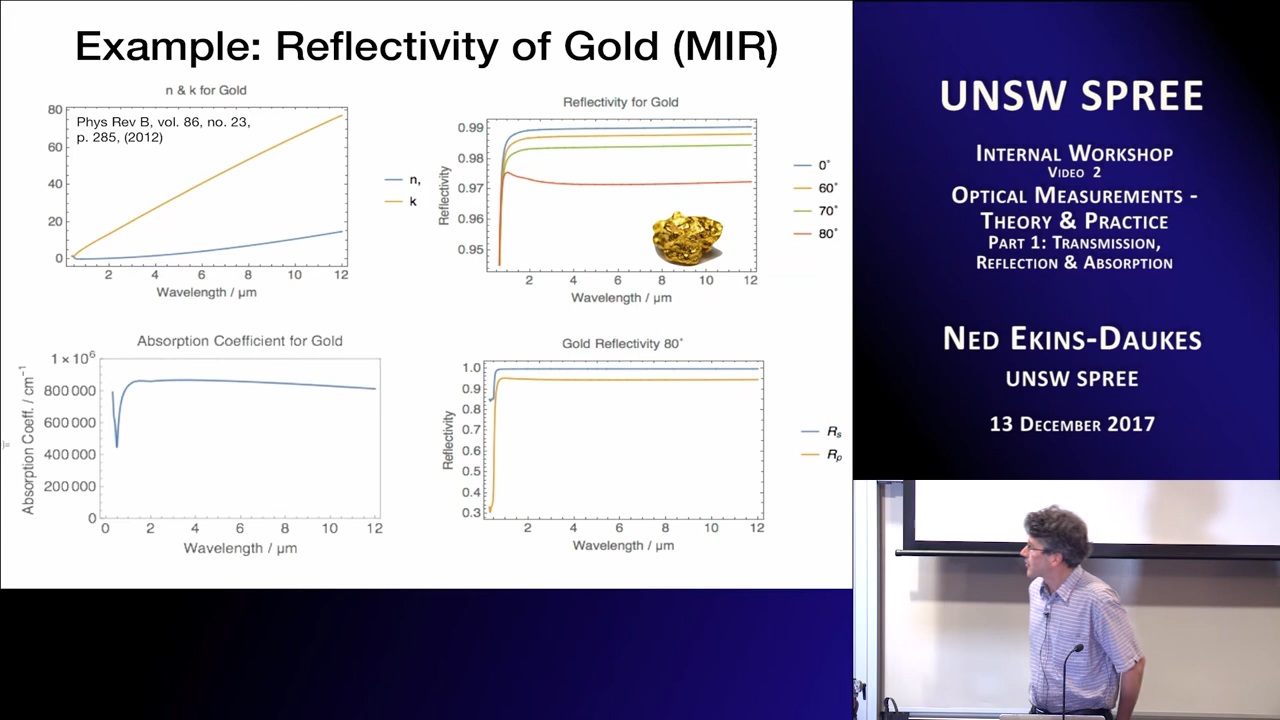 Example: Reflectivity of Gold (MIR)
n & k for Gold
Phys Rev B, vol. 86, no. 23,
p. 285, (2012)
80
60
40
20
0
2 4 6 8 10 12
Wavelength / μm
n,
k
Reflectivity for Gold
Reflectivity
0.99
0.98
0.97
0.96
0.95
2 4 6 8 10 12
Wavelength / μm
0°
60°
70°
80°
Absorption Coefficient for Gold
Absorption Coeff. / cm⁻¹
1 × 10⁶
800 000
600 000
400 000
200 000
0
0 2 4 6 8 10 12
Wavelength / μm
Gold Reflectivity 80°
Reflectivity
1.0
0.9
0.8
0.7
0.6
0.5
0.4
0.3
2 4 6 8 10 12
Wavelength / μm
Rs
Rp
UNSW SPREE
INTERNAL WORKSHOP
VIDEO 2
OPTICAL MEASUREMENTS -
THEORY & PRACTICE
PART 1: TRANSMISSION,
REFLECTION & ABSORPTION
NED EKINS-DAUKES
UNSW SPREE
13 DECEMBER 2017